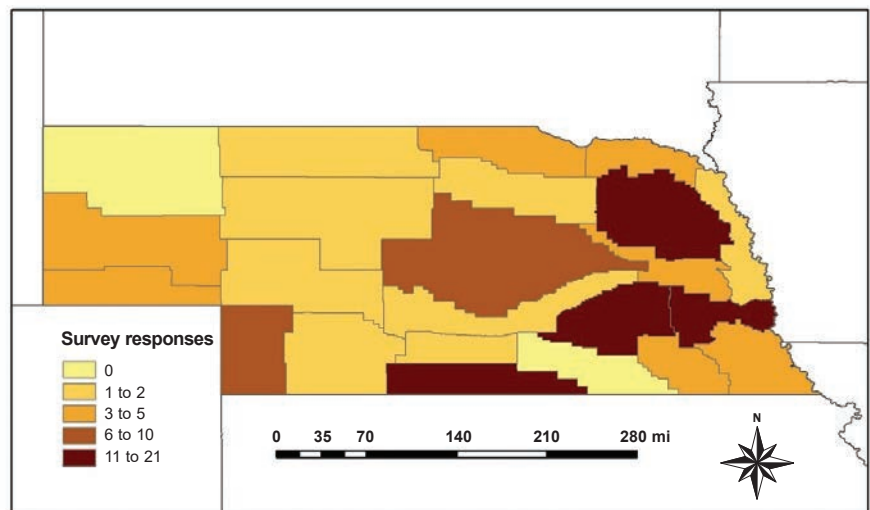 Survey responses
0
1 to 2
3 to 5
6 to 10
11 to 21
0 35 70 140 210 280 mi
N